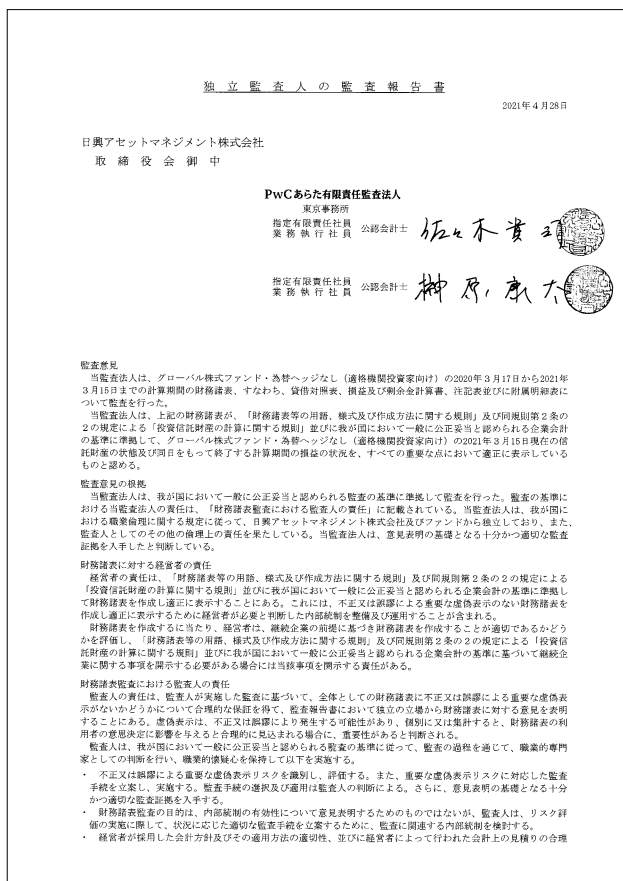 独立監査人の監査報告書
2021年4月28日
日興アセットマネジメント株式会社
取締役会御中
PwCあらた有限責任監査法人
東京事務所
指定有限責任社員
業務執行社員 公認会計士 佐々木貴司
指定有限責任社員
業務執行社員 公認会計士 榊原康太
監査意見
当監査法人は、グローバル株式ファンド・為替ヘッジなし(適格機関投資家向け)の2020年3月17日から2021年
3月15日までの計算期間の財務諸表、すなわち、貸借対照表、損益及び剰余金計算書、注記表並びに附属明細表に
ついて監査を行った。
当監査法人は、上記の財務諸表が、「財務諸表等の用語、様式及び作成方法に関する規則」及び同規則第2条の
2の規定による「投資信託財産の計算に関する規則」並びに我が国において一般に公正妥当と認められる企業会計
の基準に準拠して、グローバル株式ファンド・為替ヘッジなし(適格機関投資家向け)の2021年3月15日現在の信
託財産の状態及び同日をもって終了する計算期間の損益の状況を、すべての重要な点において適正に表示している
ものと認める。
監査意見の根拠
当監査法人は、我が国において一般に公正妥当と認められる監査の基準に準拠して監査を行った。監査の基準に
おける当監査法人の責任は、「財務諸表監査における監査人の責任」に記載されている。当監査法人は、我が国に
おける職業倫理に関する規定に従って、日興アセットマネジメント株式会社及びファンドから独立しており、また、
監査人としてのその他の倫理上の責任を果たしている。当監査法人は、意見表明の基礎となる十分かつ適切な監査
証拠を入手したと判断している。
財務諸表に対する経営者の責任
経営者の責任は、「財務諸表等の用語、様式及び作成方法に関する規則」及び同規則第2条の2の規定による
「投資信託財産の計算に関する規則」並びに我が国において一般に公正妥当と認められる企業会計の基準に準拠し
て財務諸表を作成し適正に表示することにある。これには、不正又は誤謬による重要な虚偽表示のない財務諸表を
作成し適正に表示するために経営者が必要と判断した内部統制を整備及び運用することが含まれる。
財務諸表を作成するに当たり、経営者は、継続企業の前提に基づき財務諸表を作成することが適切であるかどう
かを評価し、「財務諸表等の用語、様式及び作成方法に関する規則」及び同規則第2条の2の規定による「投資信
託財産の計算に関する規則」並びに我が国において一般に公正妥当と認められる企業会計の基準に基づいて継続企
業に関する事項を開示する必要がある場合には当該事項を開示する責任がある。
財務諸表監査における監査人の責任
監査人の責任は、監査人が実施した監査に基づいて、全体としての財務諸表に不正又は誤謬による重要な虚偽表
示がないかどうかについて合理的な保証を得て、監査報告書において独立の立場から財務諸表に対する意見を表明
することにある。虚偽表示は、不正又は誤謬により発生する可能性があり、個別に又は集計すると、財務諸表の利
用者の意思決定に影響を与えると合理的に見込まれる場合に、重要性があると判断される。
監査人は、我が国において一般に公正妥当と認められる監査の基準に従って、監査の過程を通じて、職業的専門
家としての判断を行い、職業的懐疑心を保持して以下を実施する。
・ 不正又は誤謬による重要な虚偽表示リスクを識別し、評価する。また、重要な虚偽表示リスクに対応した監査
手続を立案し、実施する。監査手続の選択及び適用は監査人の判断による。さらに、意見表明の基礎となる十分
かつ適切な監査証拠を入手する。
・ 財務諸表監査の目的は、内部統制の有効性について意見表明するためのものではないが、監査人は、リスク評
価の実施に際して、状況に応じた適切な監査手続を立案するために、監査に関連する内部統制を検討する。
・ 経営者が採用した会計方針及びその適用方法の適切性、並びに経営者によって行われた会計上の見積りの合理